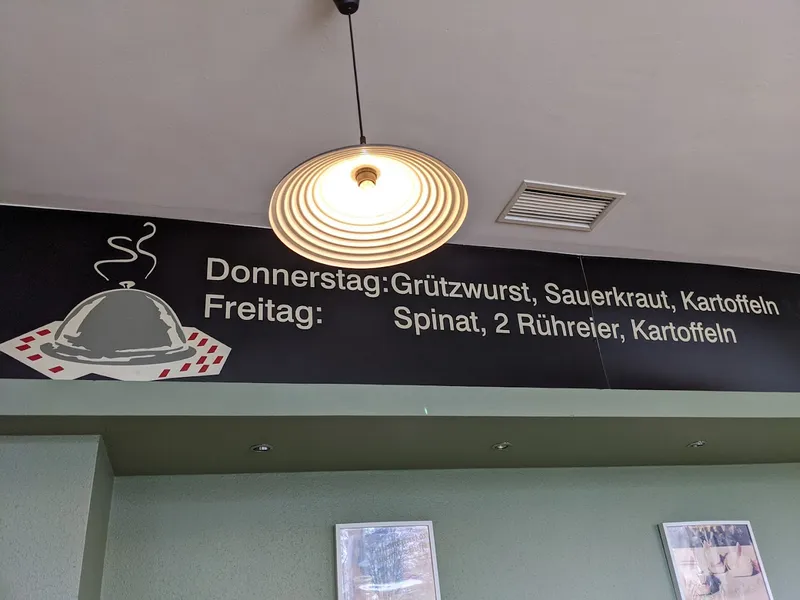 Donnerstag: Grützwurst, Sauerkraut, Kartoffeln
Freitag: Spinat, 2 Rühreier, Kartoffeln